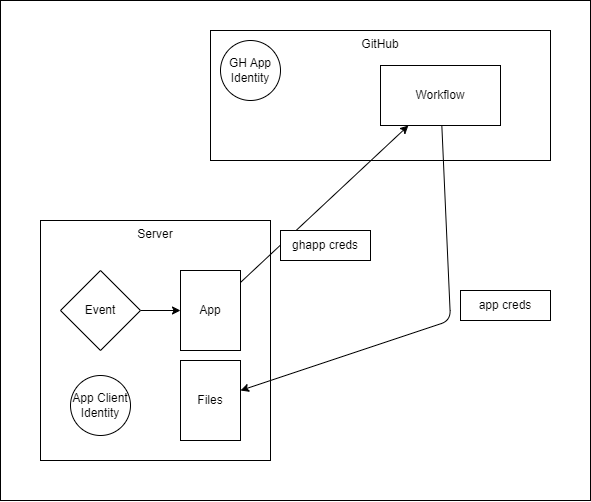 GitHub
GH App
Identity
Workflow
Server
ghapp creds
Event
App
app creds
App Client
Identity
Files